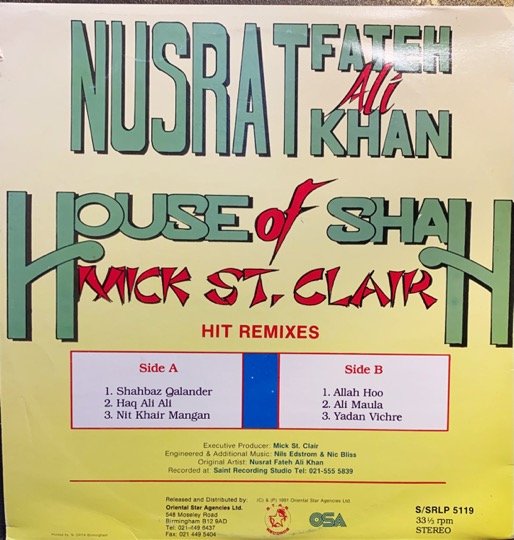 NUSRAT FATEH Ali KHAN
HOUSE of SHAH
MICK ST. CLAIR
HIT REMIXES
Side A
1. Shahbaz Qalander
2. Haq Ali Ali
3. Nit Khair Mangan
Side B
1. Allah Hoo
2. Ali Maula
3. Yadan Vichre
Executive Producer: Mick St. Clair
Engineered & Additional Music: Nils Edstrom & Nic Bliss
Original Artist: Nusrat Fateh Ali Khan
Recorded at Saint Recording Studio Tel: 021-555 5839
Released and Distributed by:
Oriental Star Agencies Ltd.
548 Moseley Road
Birmingham B12 9AD
Tel: 021-449 6437
Fax: 021 449 5404
(C) & (P) 1991 Oriental Star Agencies Ltd.
STAR
OSA
S/SRLP 5119
33 1/3 rpm
STEREO